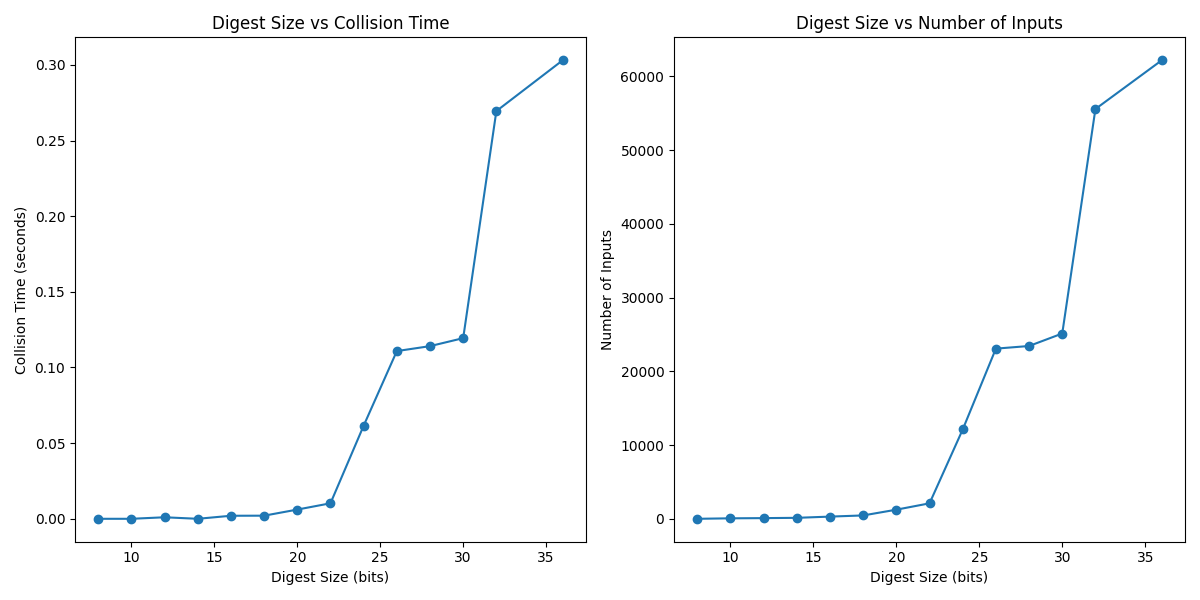 Digest Size vs Collision Time
0.30
0.25
0.20
0.15
0.10
0.05
0.00
Collision Time (seconds)
10 15 20 25 30 35
Digest Size (bits)
Digest Size vs Number of Inputs
60000
50000
40000
30000
20000
10000
0
Number of Inputs
10 15 20 25 30 35
Digest Size (bits)